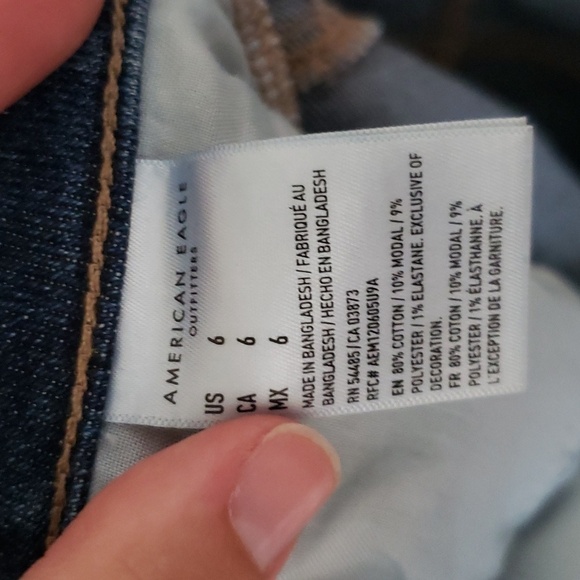 AMERICAN EAGLE
OUTFITTERS
US 6
CA 6
MX 6
MADE IN BANGLADESH / FABRIQUÉ AU
BANGLADESH / HECHO EN BANGLADESH
RN 54485 | CA 03873
RFC# AEM120605U9A
EN 80% COTTON / 10% MODAL / 9%
POLYESTER / 1% ELASTANE. EXCLUSIVE OF
DECORATION.
FR 80% COTON / 10% MODAL / 9%
POLYESTER / 1% ÉLASTHANNE. À
L'EXCEPTION DE LA GARNITURE.